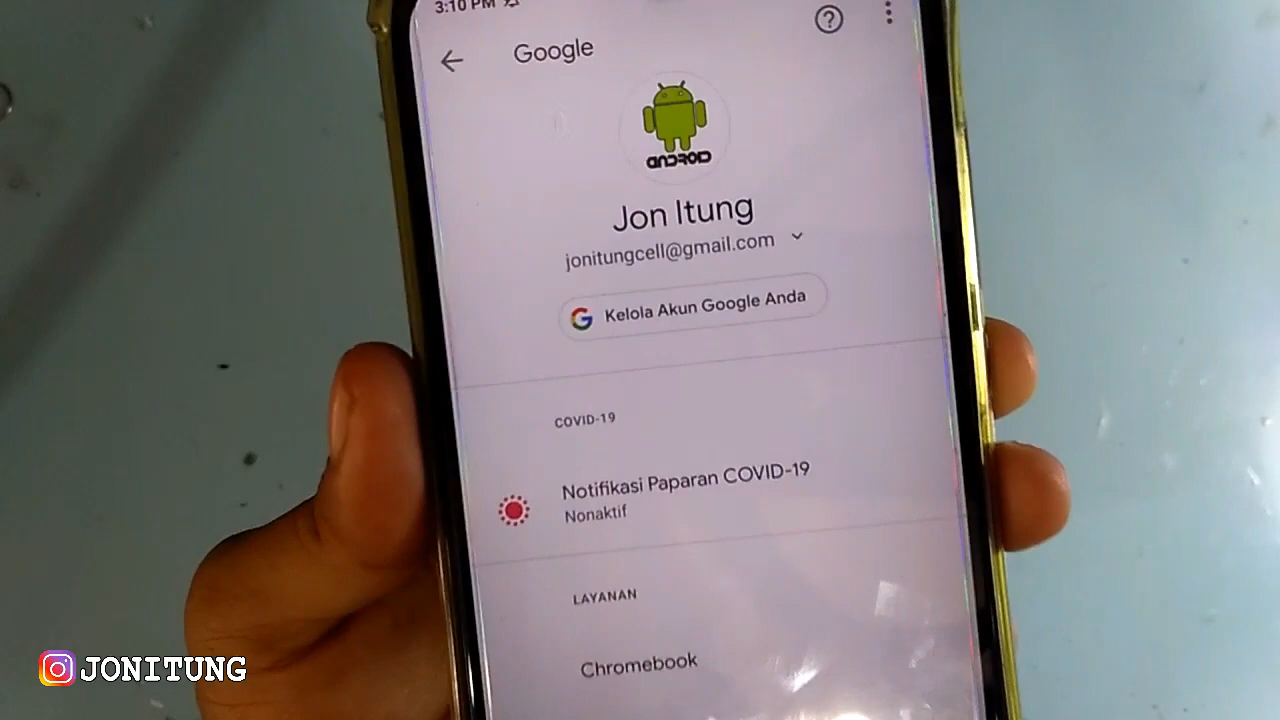 3:10 PM
Google
ANDROID
Jon Itung
jonitungcell@gmail.com
Kelola Akun Google Anda
COVID-19
Notifikasi Paparan COVID-19
Nonaktif
LAYANAN
Chromebook
JONITUNG